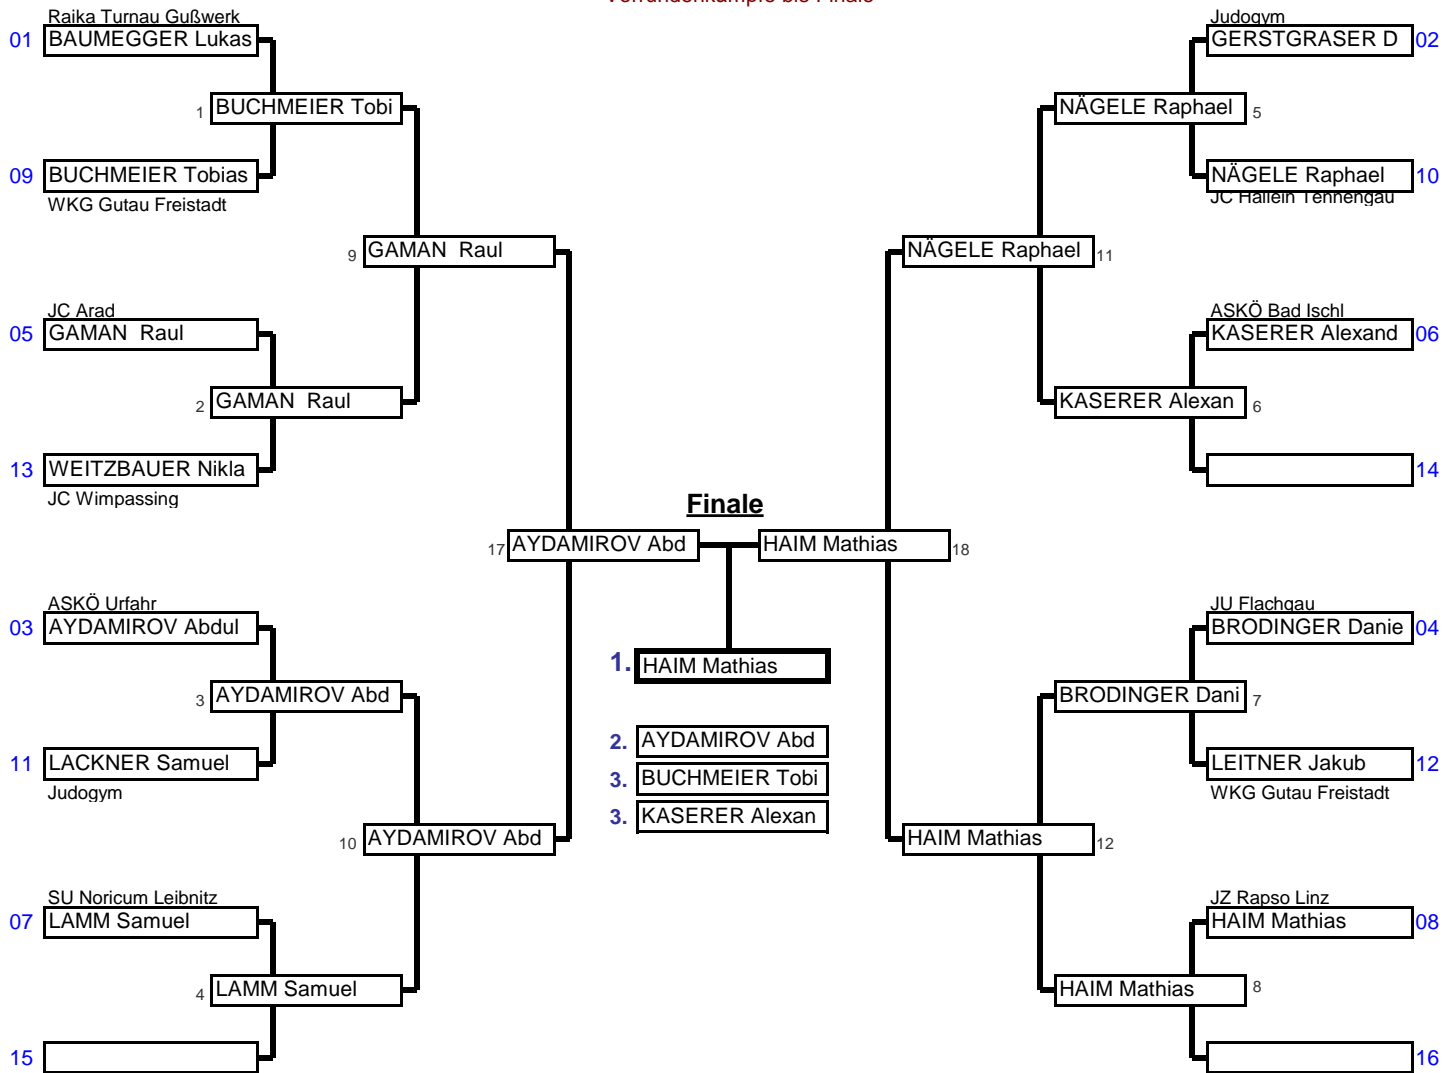 Vorrundenkämpfe bis Finale
Raika Turnau Gußwerk
01 BAUMEGGER Lukas
1 BUCHMEIER Tobi
09 BUCHMEIER Tobias
WKG Gutau Freistadt
9 GAMAN Raul
JC Arad
05 GAMAN Raul
2 GAMAN Raul
13 WEITZBAUER Nikla
JC Wimpassing
17 AYDAMIROV Abd
ASKÖ Urfahr
03 AYDAMIROV Abdul
3 AYDAMIROV Abd
11 LACKNER Samuel
Judogym
10 AYDAMIROV Abd
SU Noricum Leibnitz
07 LAMM Samuel
4 LAMM Samuel
15
Finale
1. HAIM Mathias
2. AYDAMIROV Abd
3. BUCHMEIER Tobi
3. KASERER Alexan
Judogym
GERSTGRASER D 02
NÄGELE Raphael 5
NÄGELE Raphael 10
JC Hallein Tennengau
NÄGELE Raphael 11
ASKÖ Bad Ischl
KASERER Alexand 06
KASERER Alexan 6
14
HAIM Mathias 18
JU Flachgau
BRODINGER Danie 04
BRODINGER Dani 7
LEITNER Jakub 12
WKG Gutau Freistadt
HAIM Mathias 12
JZ Rapso Linz
HAIM Mathias 08
HAIM Mathias 8
16